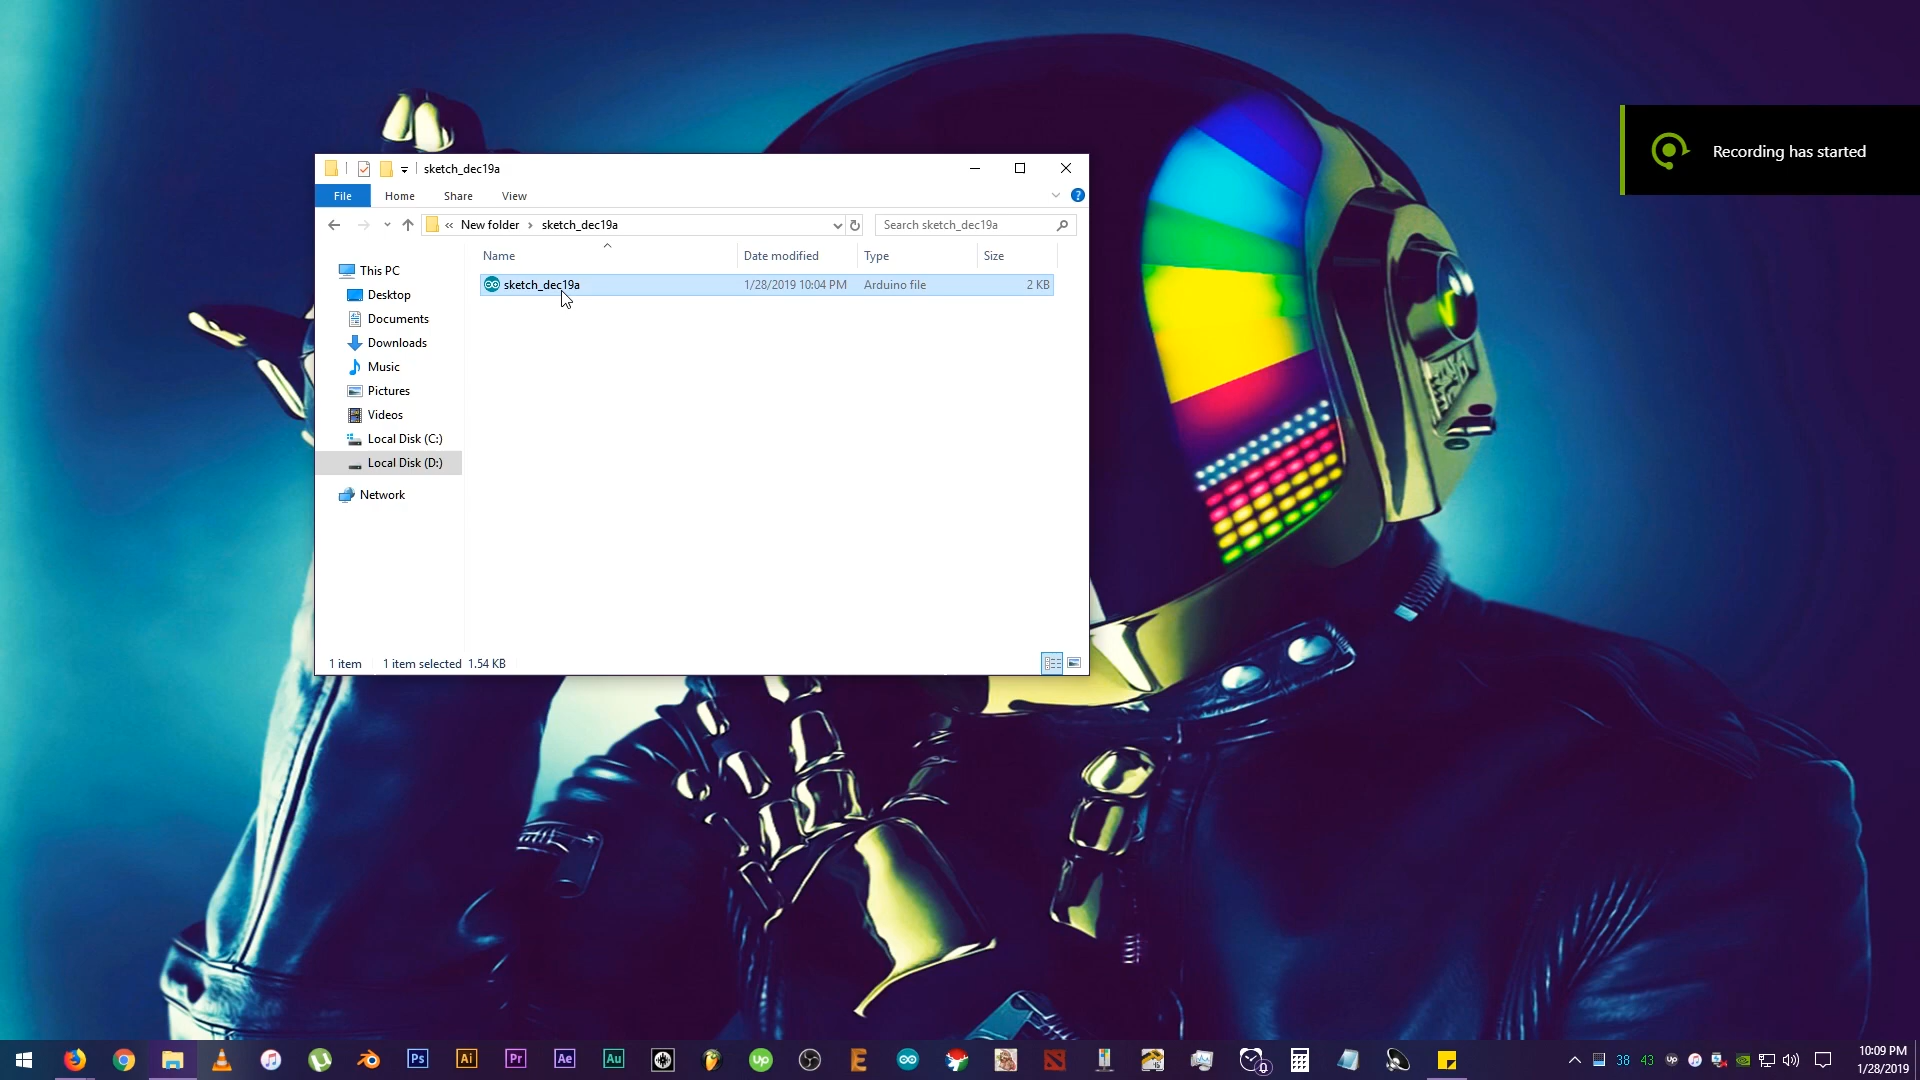 sketch_dec19a
File Home Share View
« New folder › sketch_dec19a
Search sketch_dec19a
Name Date modified Type Size
sketch_dec19a 1/28/2019 10:04 PM Arduino file 2 KB
This PC
Desktop
Documents
Downloads
Music
Pictures
Videos
Local Disk (C:)
Local Disk (D:)
Network
1 item 1 item selected 1.54 KB
Recording has started
Ps Ai Pr Ae Au up E
38 43 up
10:09 PM
1/28/2019